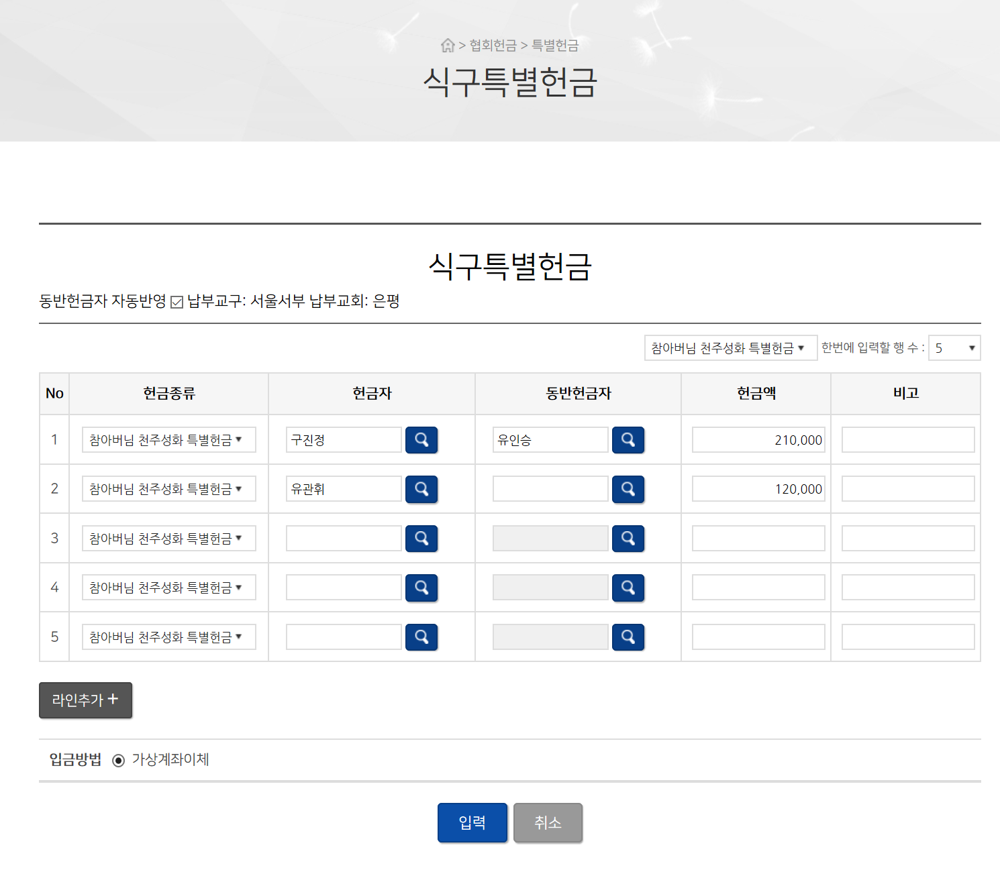 > 협회헌금 > 특별헌금
식구특별헌금
식구특별헌금
동반헌금자 자동반영 납부교구: 서울서부 납부교회: 은평
참아버님 천주성화 특별헌금 한번에 입력할 행 수 : 5
No 헌금종류 헌금자 동반헌금자 헌금액 비고
1 참아버님 천주성화 특별헌금 구진정 유인승 210,000
2 참아버님 천주성화 특별헌금 유관휘 120,000
3 참아버님 천주성화 특별헌금
4 참아버님 천주성화 특별헌금
5 참아버님 천주성화 특별헌금
라인추가 +
입금방법 가상계좌이체
입력 취소